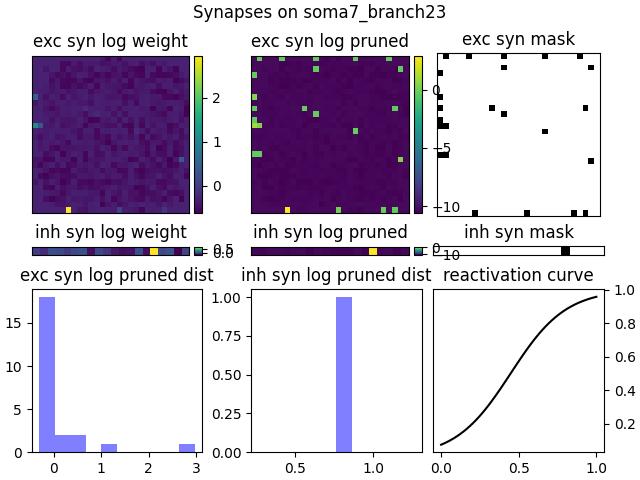 Synapses on soma7_branch23
exc syn log weight
exc syn log pruned
exc syn mask
2
1
0
0
−5
−10
inh syn log weight
inh syn log pruned
inh syn mask
0.5
0.0
0
−10
exc syn log pruned dist
inh syn log pruned dist
reactivation curve
15
10
5
0
0 1 2 3
1.00
0.75
0.50
0.25
0.00
0.5 1.0
1.0
0.8
0.6
0.4
0.2
0.0 0.5 1.0